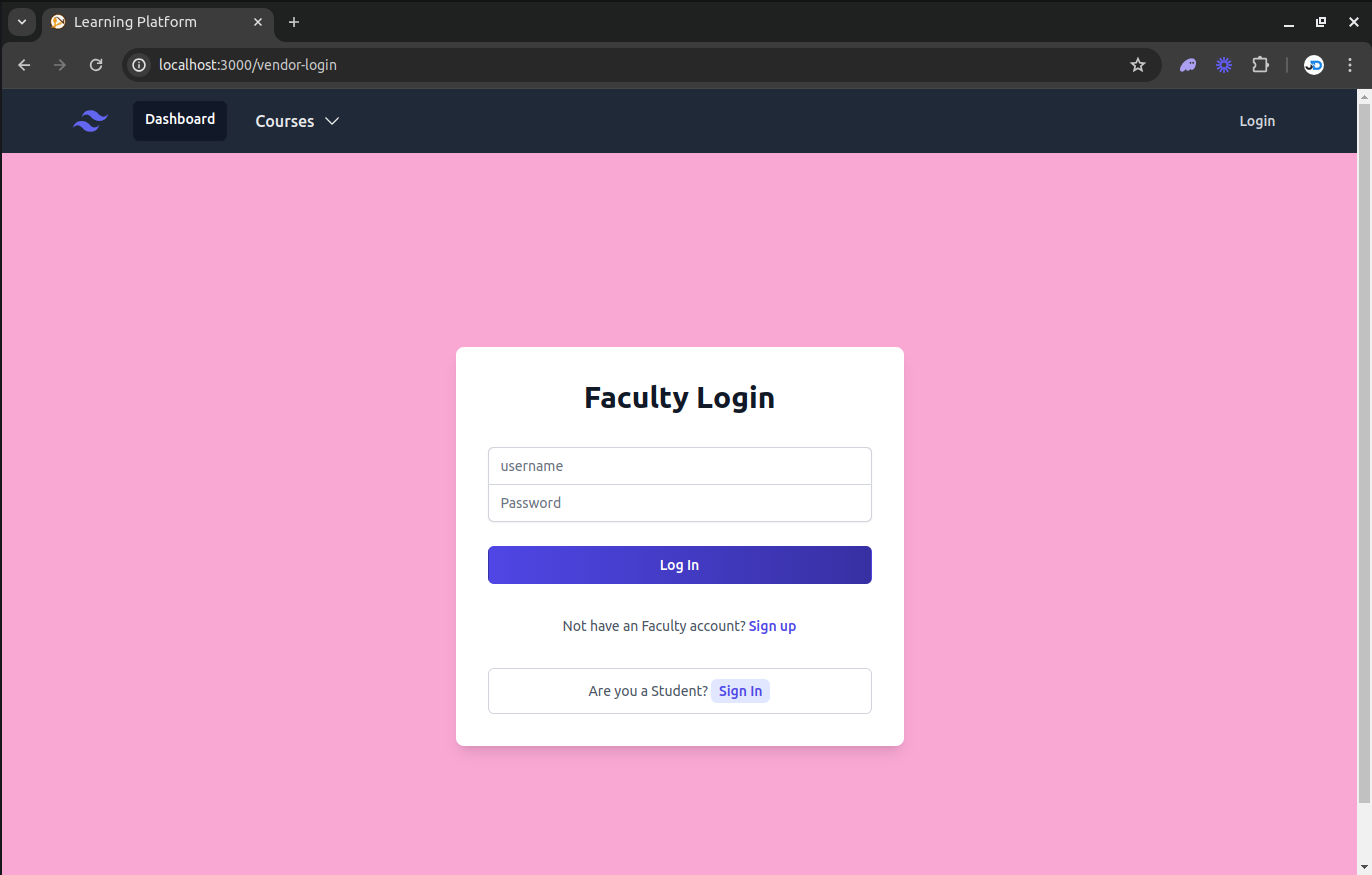 Learning Platform
localhost:3000/vendor-login
Dashboard
Courses
Login
Faculty Login
username
Password
Log In
Not have an Faculty account? Sign up
Are you a Student? Sign In